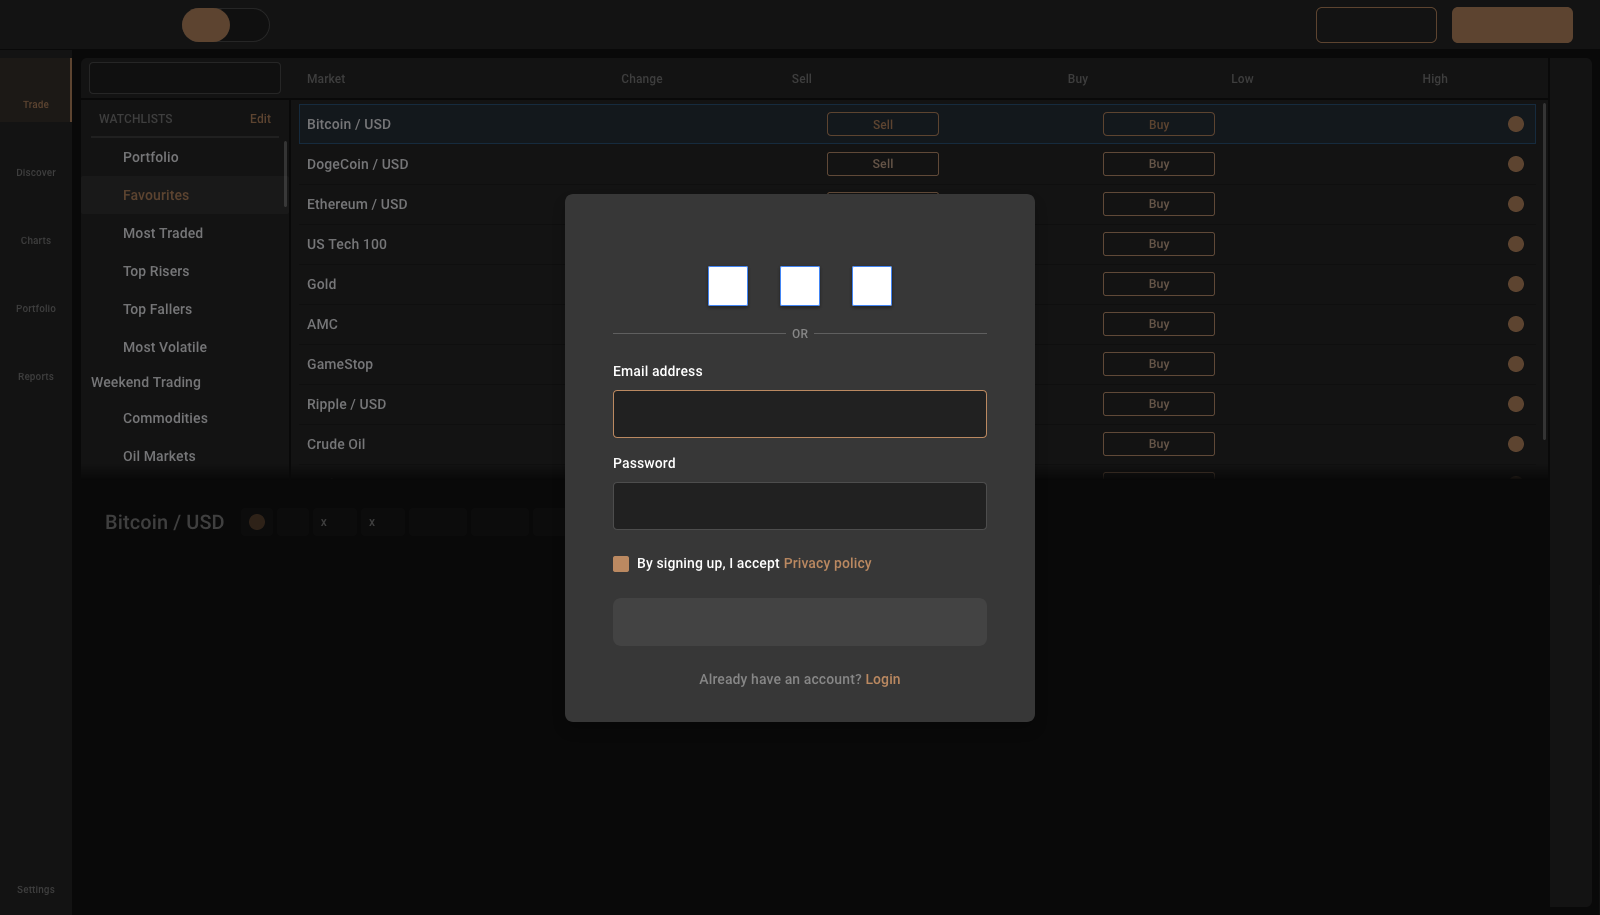 Market Change Sell Buy Low High
Trade
WATCHLISTS Edit
Bitcoin / USD Sell Buy
Portfolio
DogeCoin / USD Sell Buy
Discover
Favourites
Ethereum / USD Buy
Most Traded
Charts
US Tech 100 Buy
Top Risers
Gold Buy
Portfolio
Top Fallers
AMC Buy
Most Volatile
GameStop Buy
Reports
Weekend Trading
Ripple / USD Buy
Commodities
Crude Oil Buy
Oil Markets
Bitcoin / USD x x
OR
Email address
Password
By signing up, I accept Privacy policy
Already have an account? Login
Settings